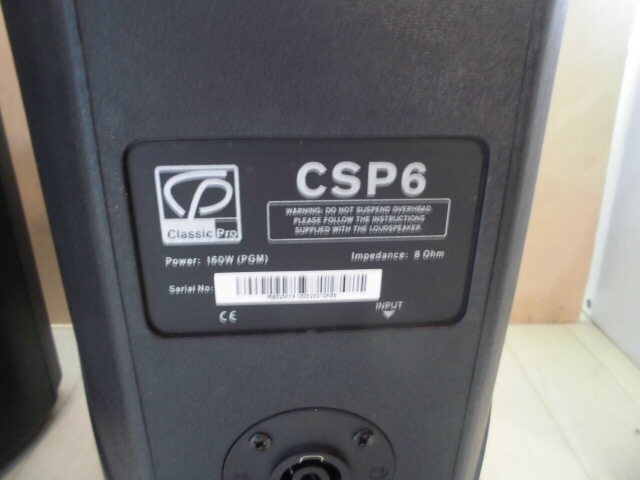 CSP6
WARNING: DO NOT SUSPEND OVERHEAD.
PLEASE FOLLOW THE INSTRUCTIONS
SUPPLIED WITH THE LOUDSPEAKER.
CP
Classic Pro
Power: 160W (PGM)
Impedance: 8 Ohm
Serial No:
CE
INPUT